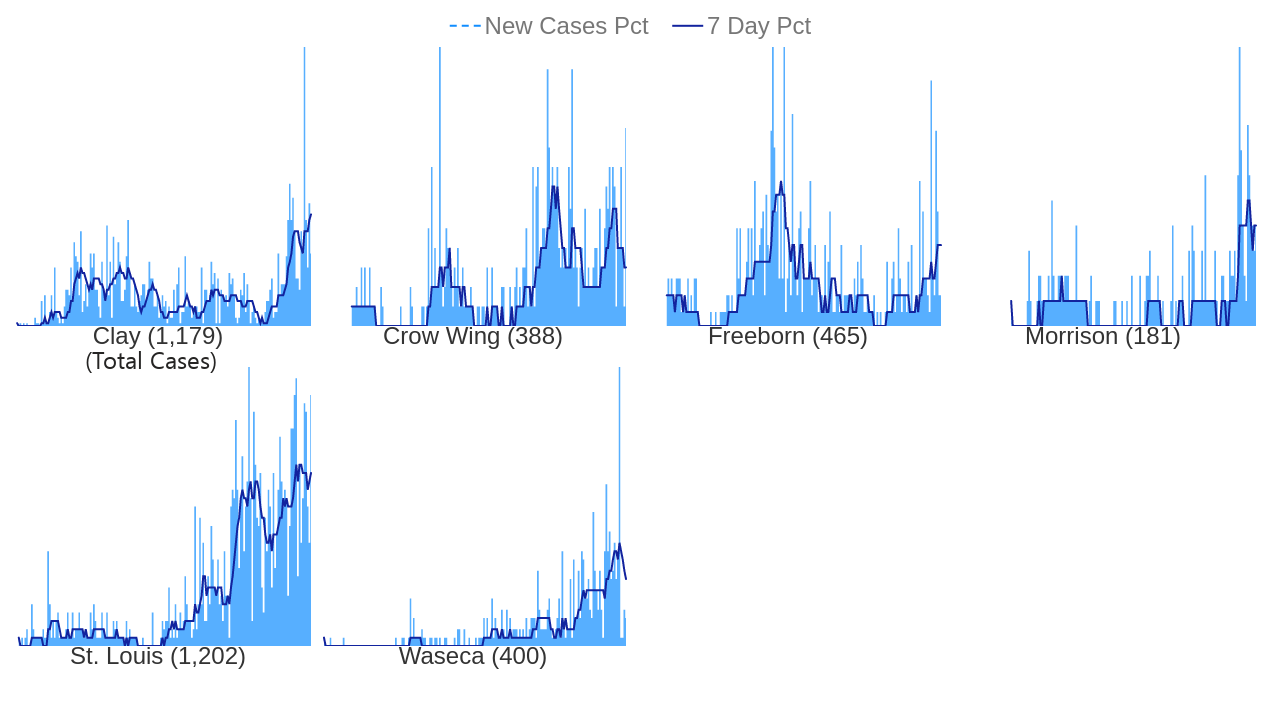 New Cases Pct 7 Day Pct
Clay (1,179) Crow Wing (388) Freeborn (465) Morrison (181)
(Total Cases)
St. Louis (1,202) Waseca (400)